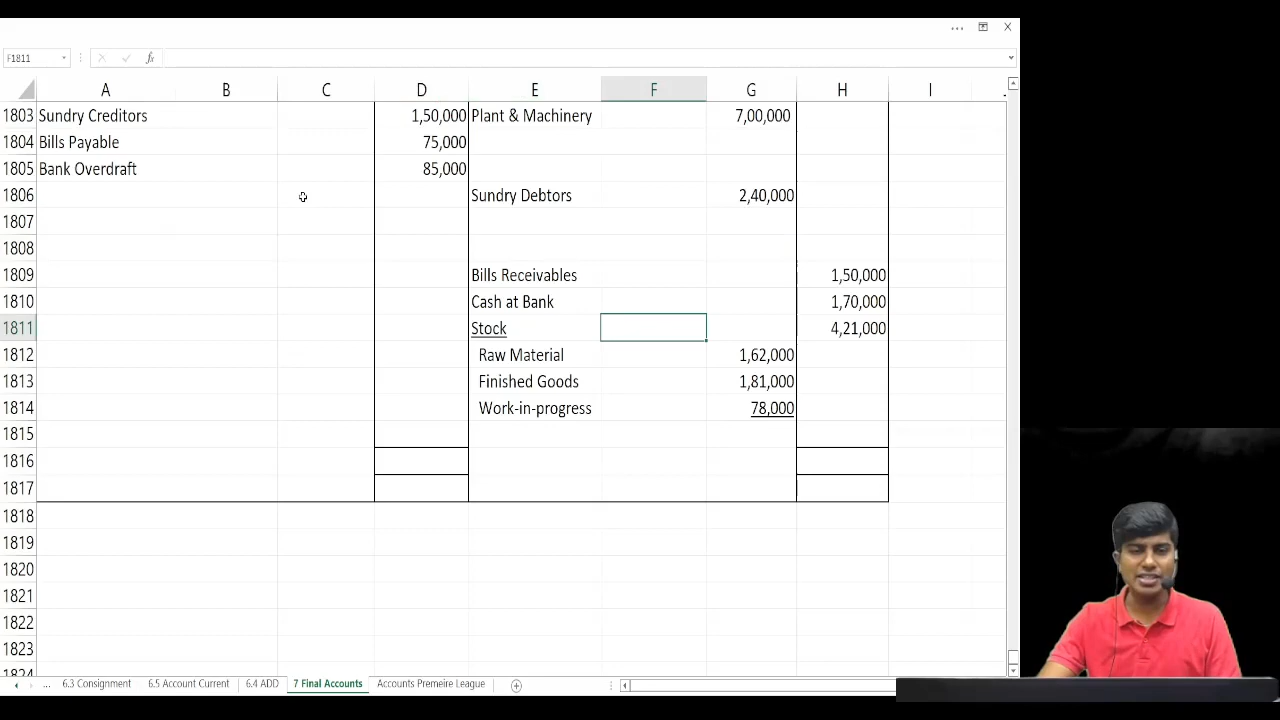 F1811 fx
A B C D E F G H I
1803 Sundry Creditors 1,50,000 Plant & Machinery 7,00,000
1804 Bills Payable 75,000
1805 Bank Overdraft 85,000
1806 Sundry Debtors 2,40,000
1807
1808
1809 Bills Receivables 1,50,000
1810 Cash at Bank 1,70,000
1811 Stock 4,21,000
1812 Raw Material 1,62,000
1813 Finished Goods 1,81,000
1814 Work-in-progress 78,000
1815
1816
1817
1818
1819
1820
1821
1822
1823
1824
... 6.3 Consignment 6.5 Account Current 6.4 ADD 7 Final Accounts Accounts Premeire League